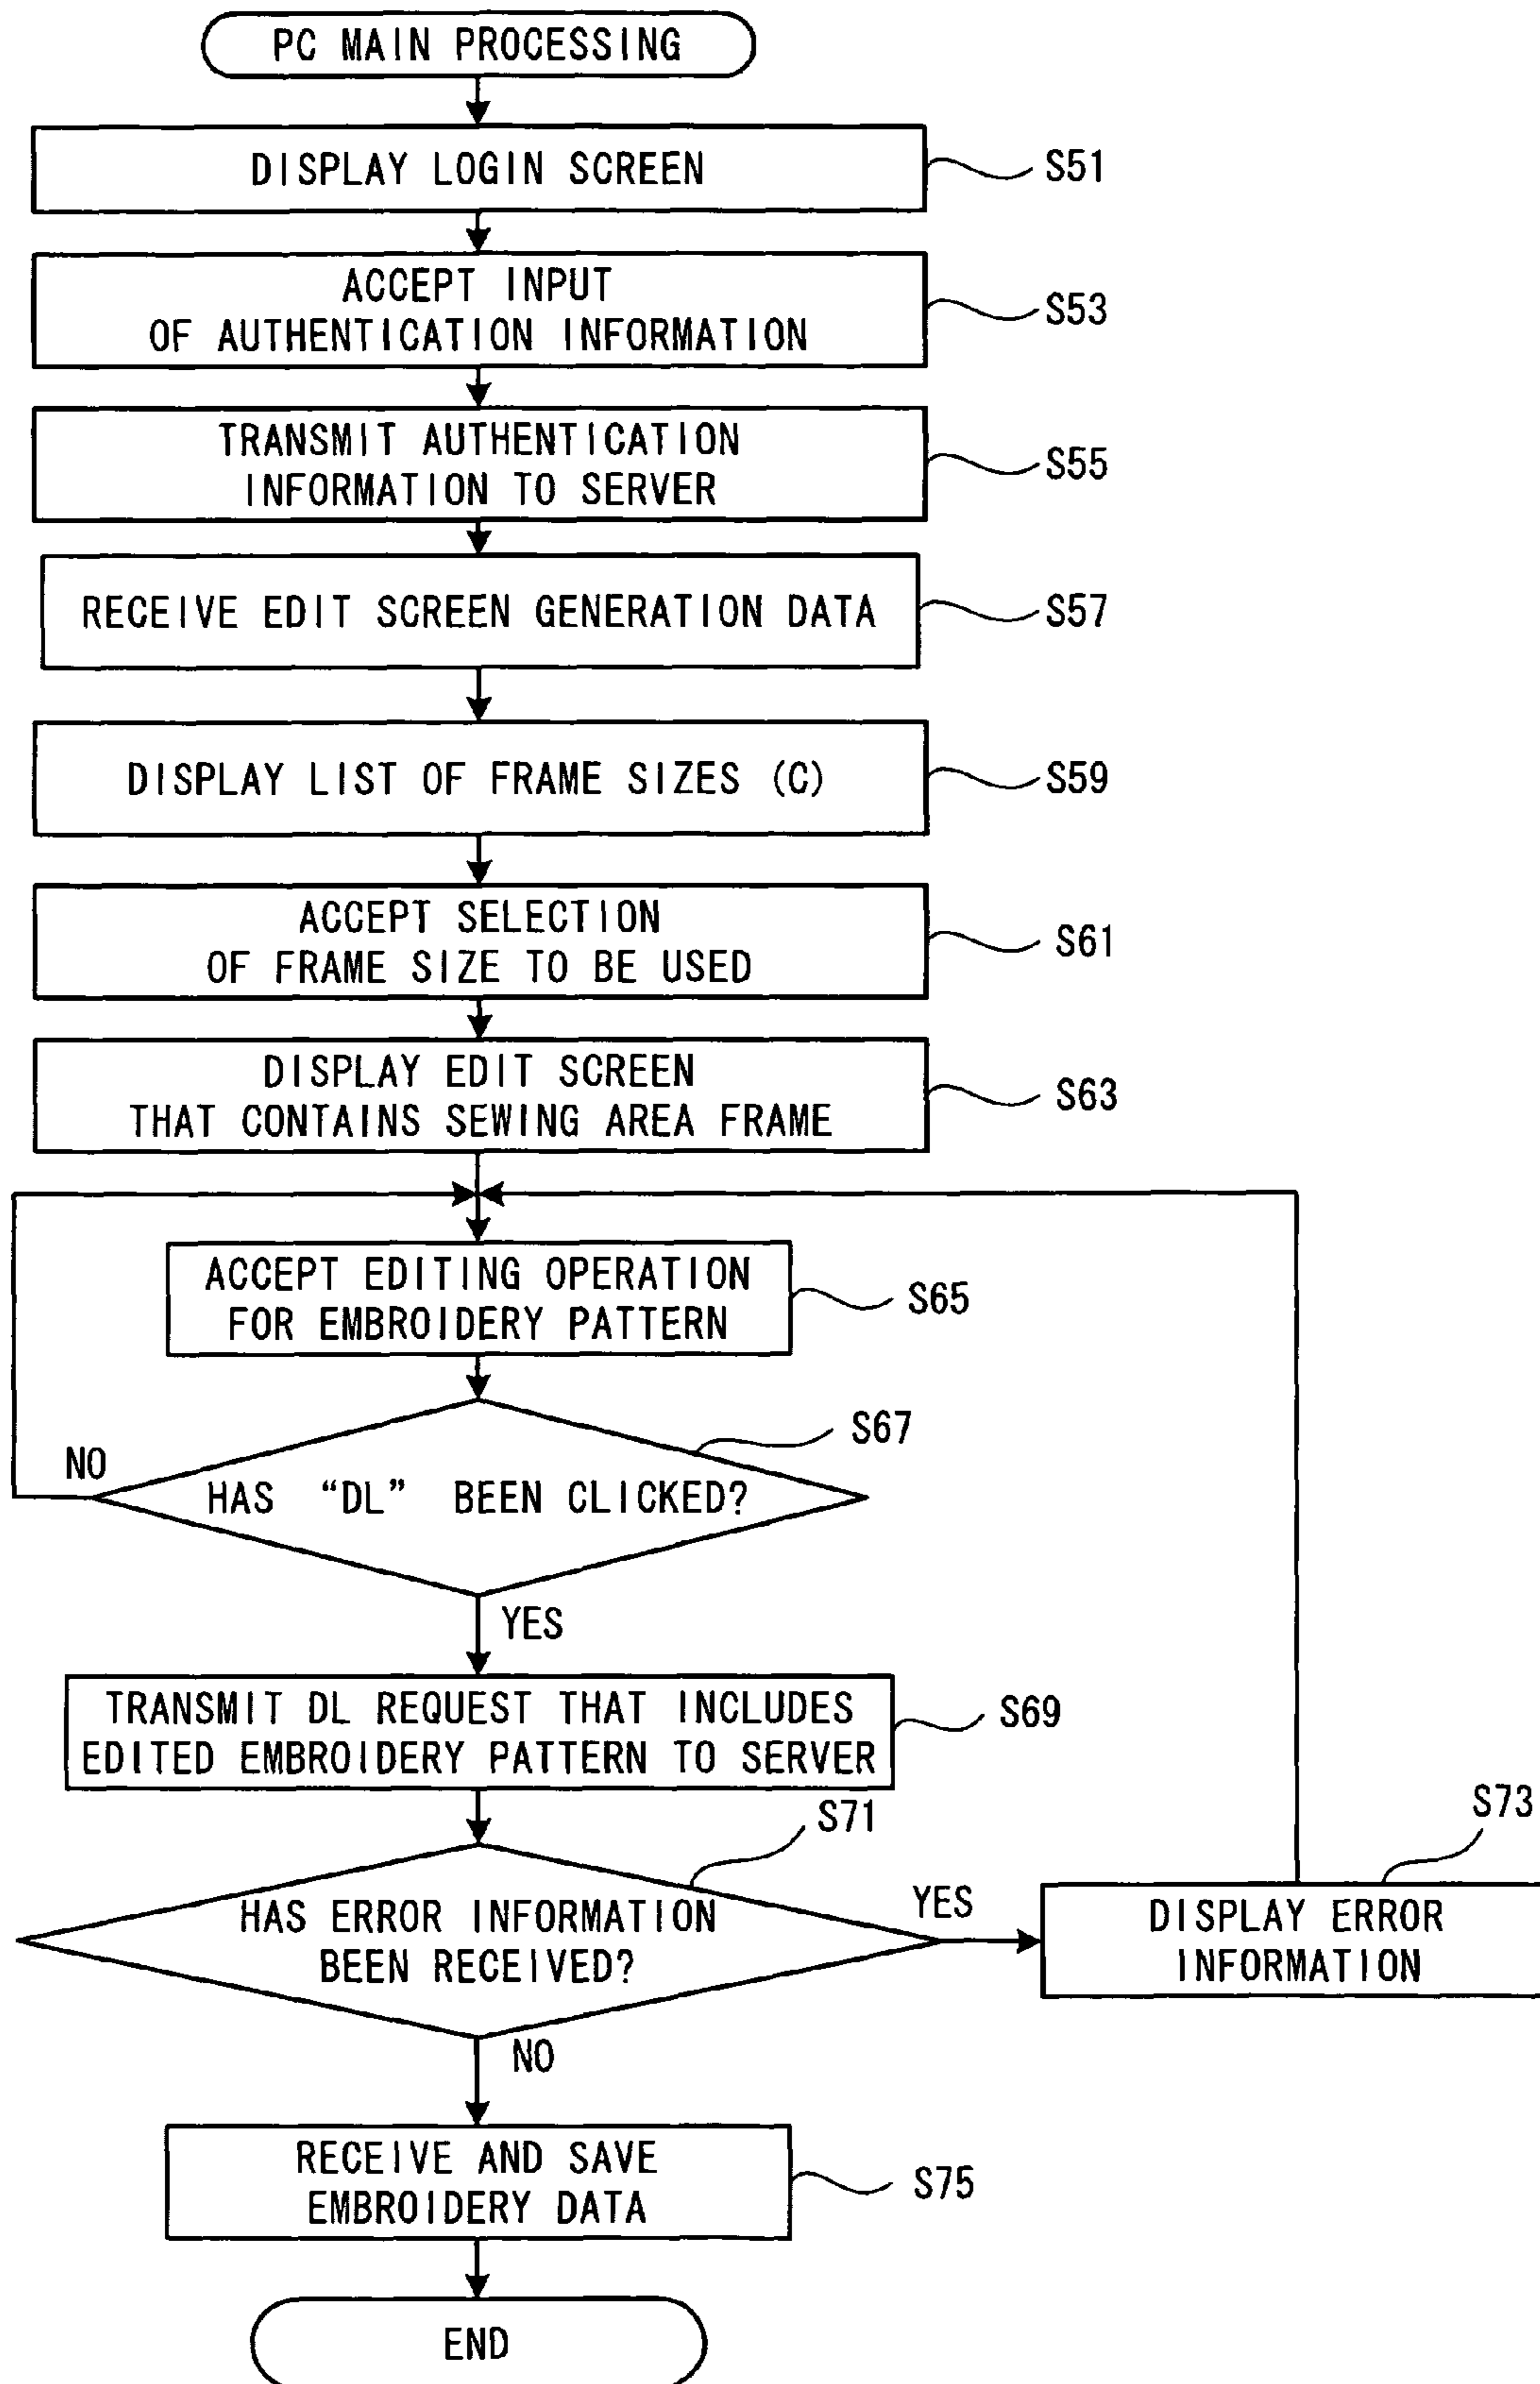 PC MAIN PROCESSING
DISPLAY LOGIN SCREEN
S51
ACCEPT INPUT
OF AUTHENTICATION INFORMATION
S53
TRANSMIT AUTHENTICATION
INFORMATION TO SERVER
S55
RECEIVE EDIT SCREEN GENERATION DATA
S57
DISPLAY LIST OF FRAME SIZES (C)
S59
ACCEPT SELECTION
OF FRAME SIZE TO BE USED
S61
DISPLAY EDIT SCREEN
THAT CONTAINS SEWING AREA FRAME
S63
ACCEPT EDITING OPERATION
FOR EMBROIDERY PATTERN
S65
S67
NO
HAS “DL” BEEN CLICKED?
YES
TRANSMIT DL REQUEST THAT INCLUDES
EDITED EMBROIDERY PATTERN TO SERVER
S69
S71
HAS ERROR INFORMATION
BEEN RECEIVED?
YES
S73
DISPLAY ERROR
INFORMATION
NO
RECEIVE AND SAVE
EMBROIDERY DATA
S75
END